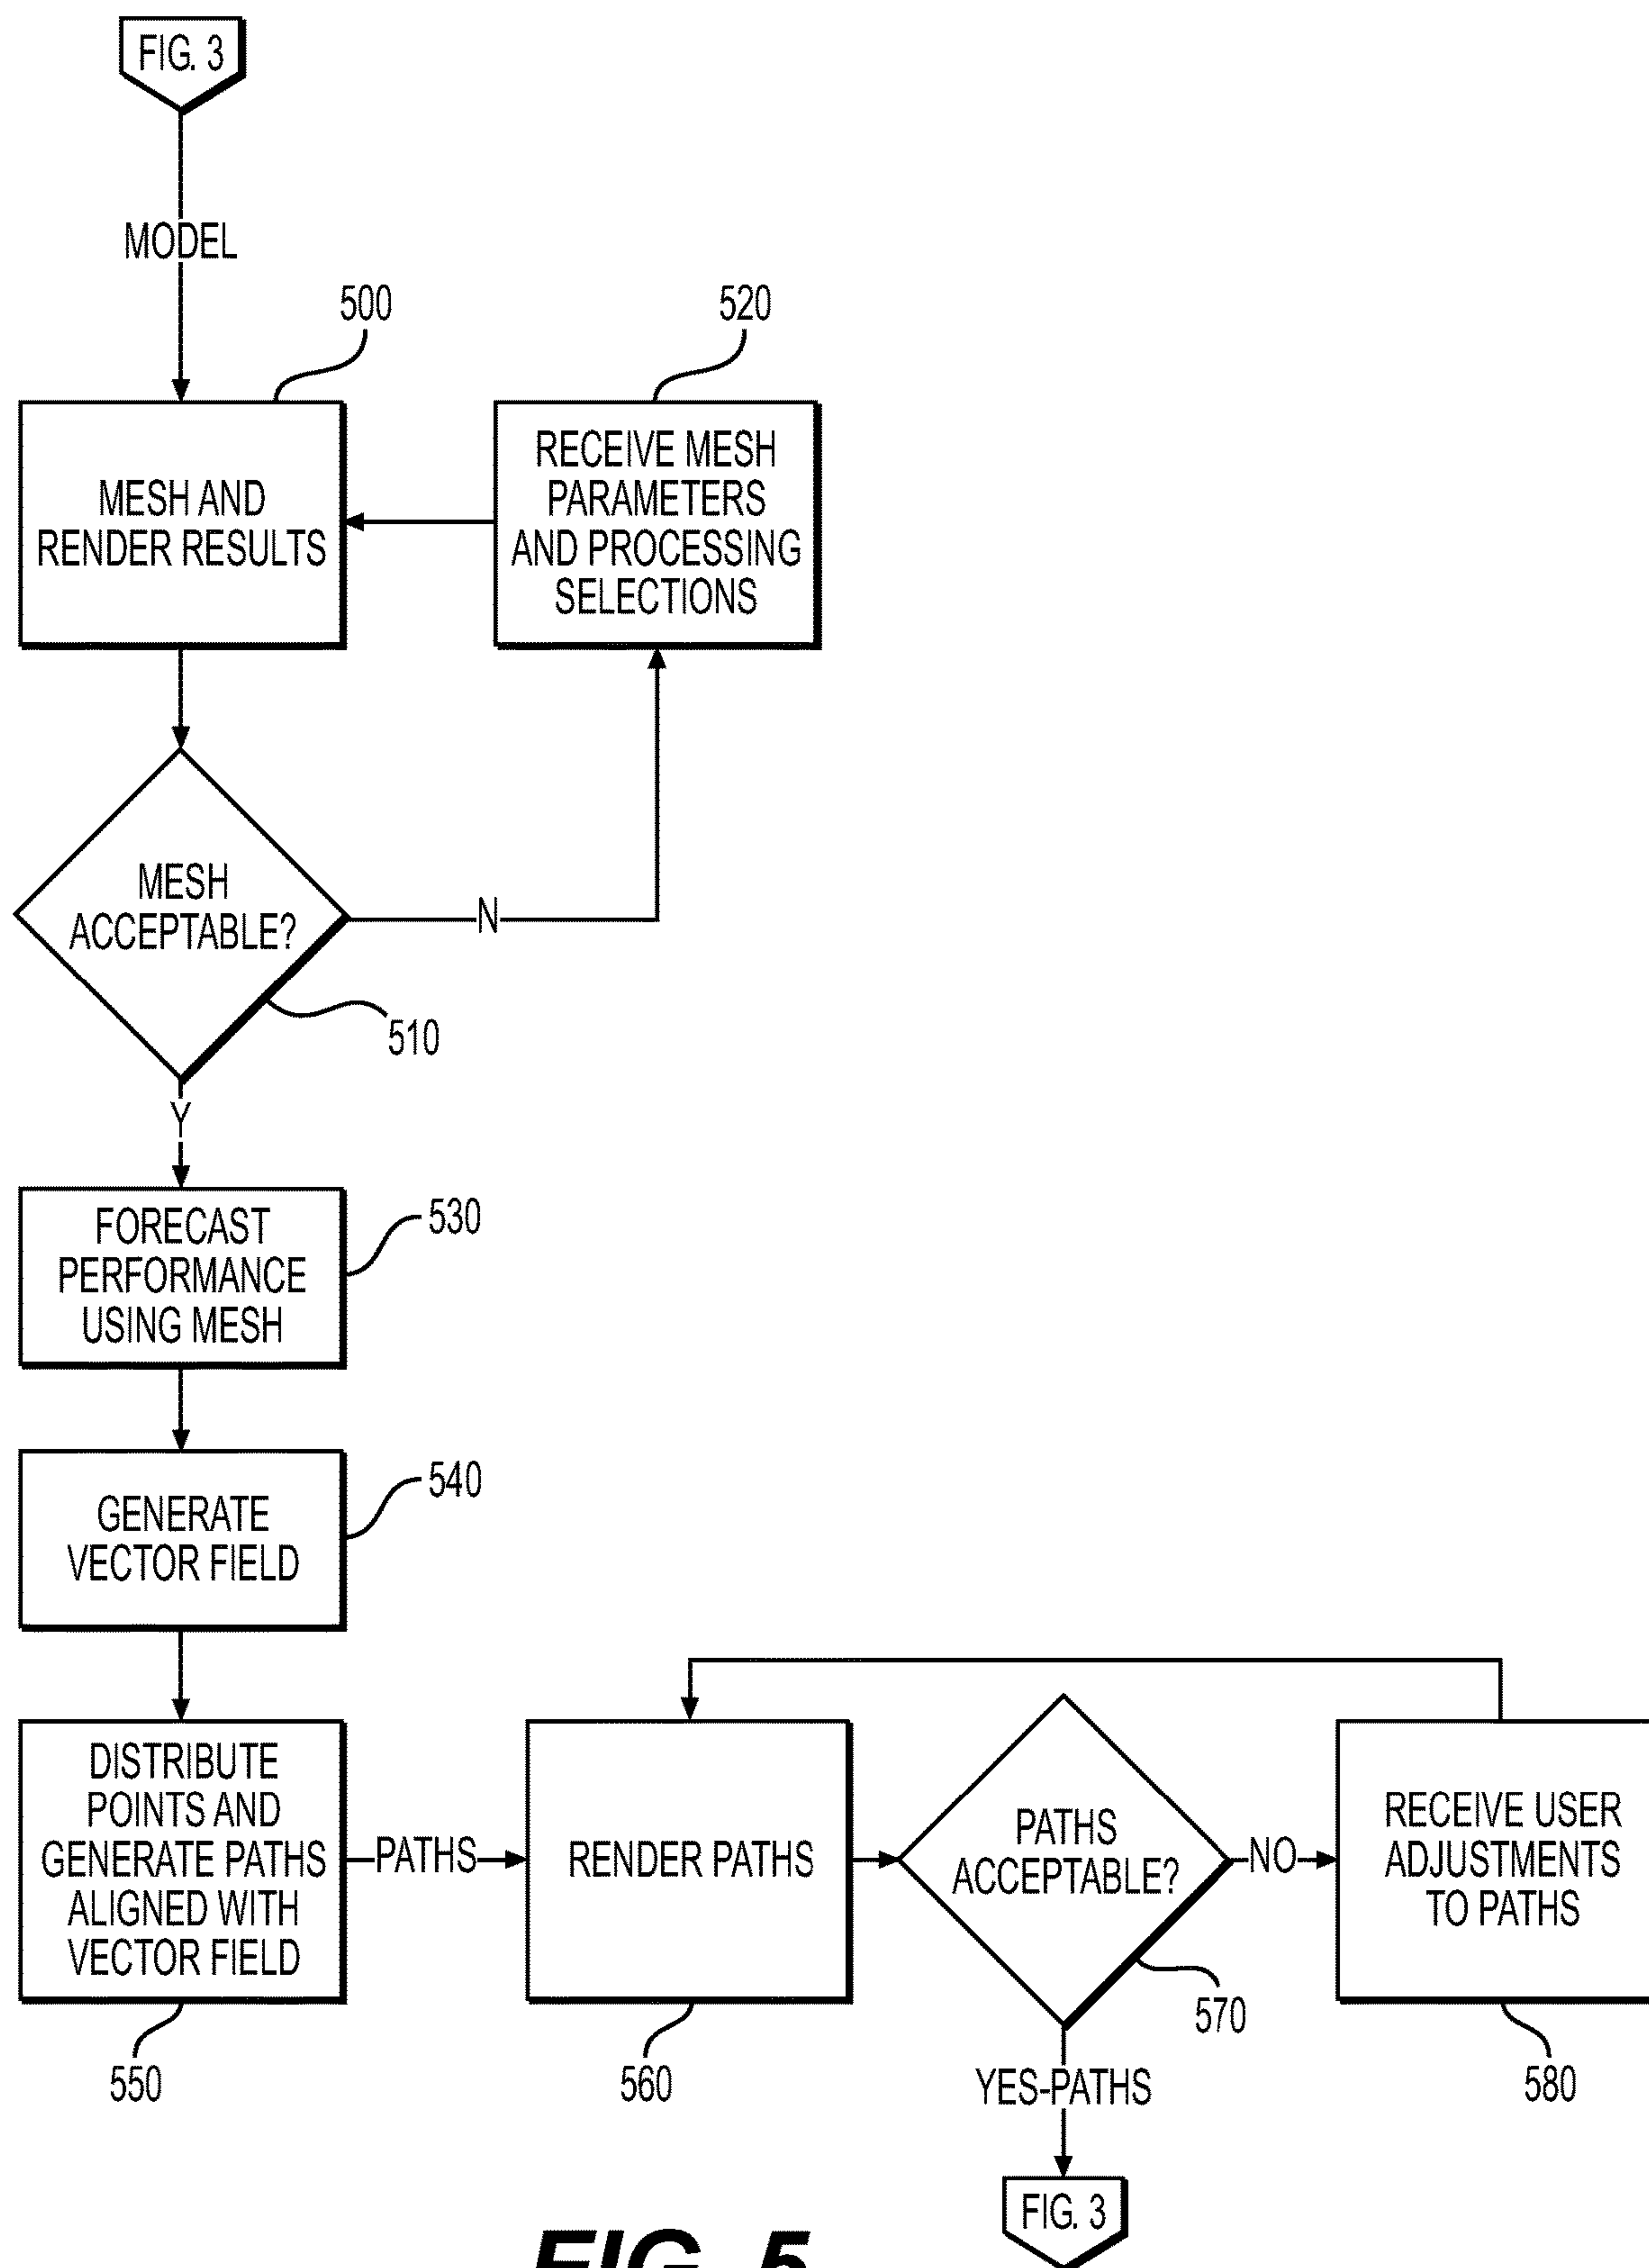 FIG. 3
MODEL
500
520
MESH AND
RENDER RESULTS
RECEIVE MESH
PARAMETERS
AND PROCESSING
SELECTIONS
MESH
ACCEPTABLE?
N
510
Y
FORECAST
PERFORMANCE
USING MESH
530
GENERATE
VECTOR FIELD
540
DISTRIBUTE
POINTS AND
GENERATE PATHS
ALIGNED WITH
VECTOR FIELD
PATHS
RENDER PATHS
PATHS
ACCEPTABLE?
NO
RECEIVE USER
ADJUSTMENTS
TO PATHS
550
560
570
580
YES-PATHS
FIG. 3
FIG. 5